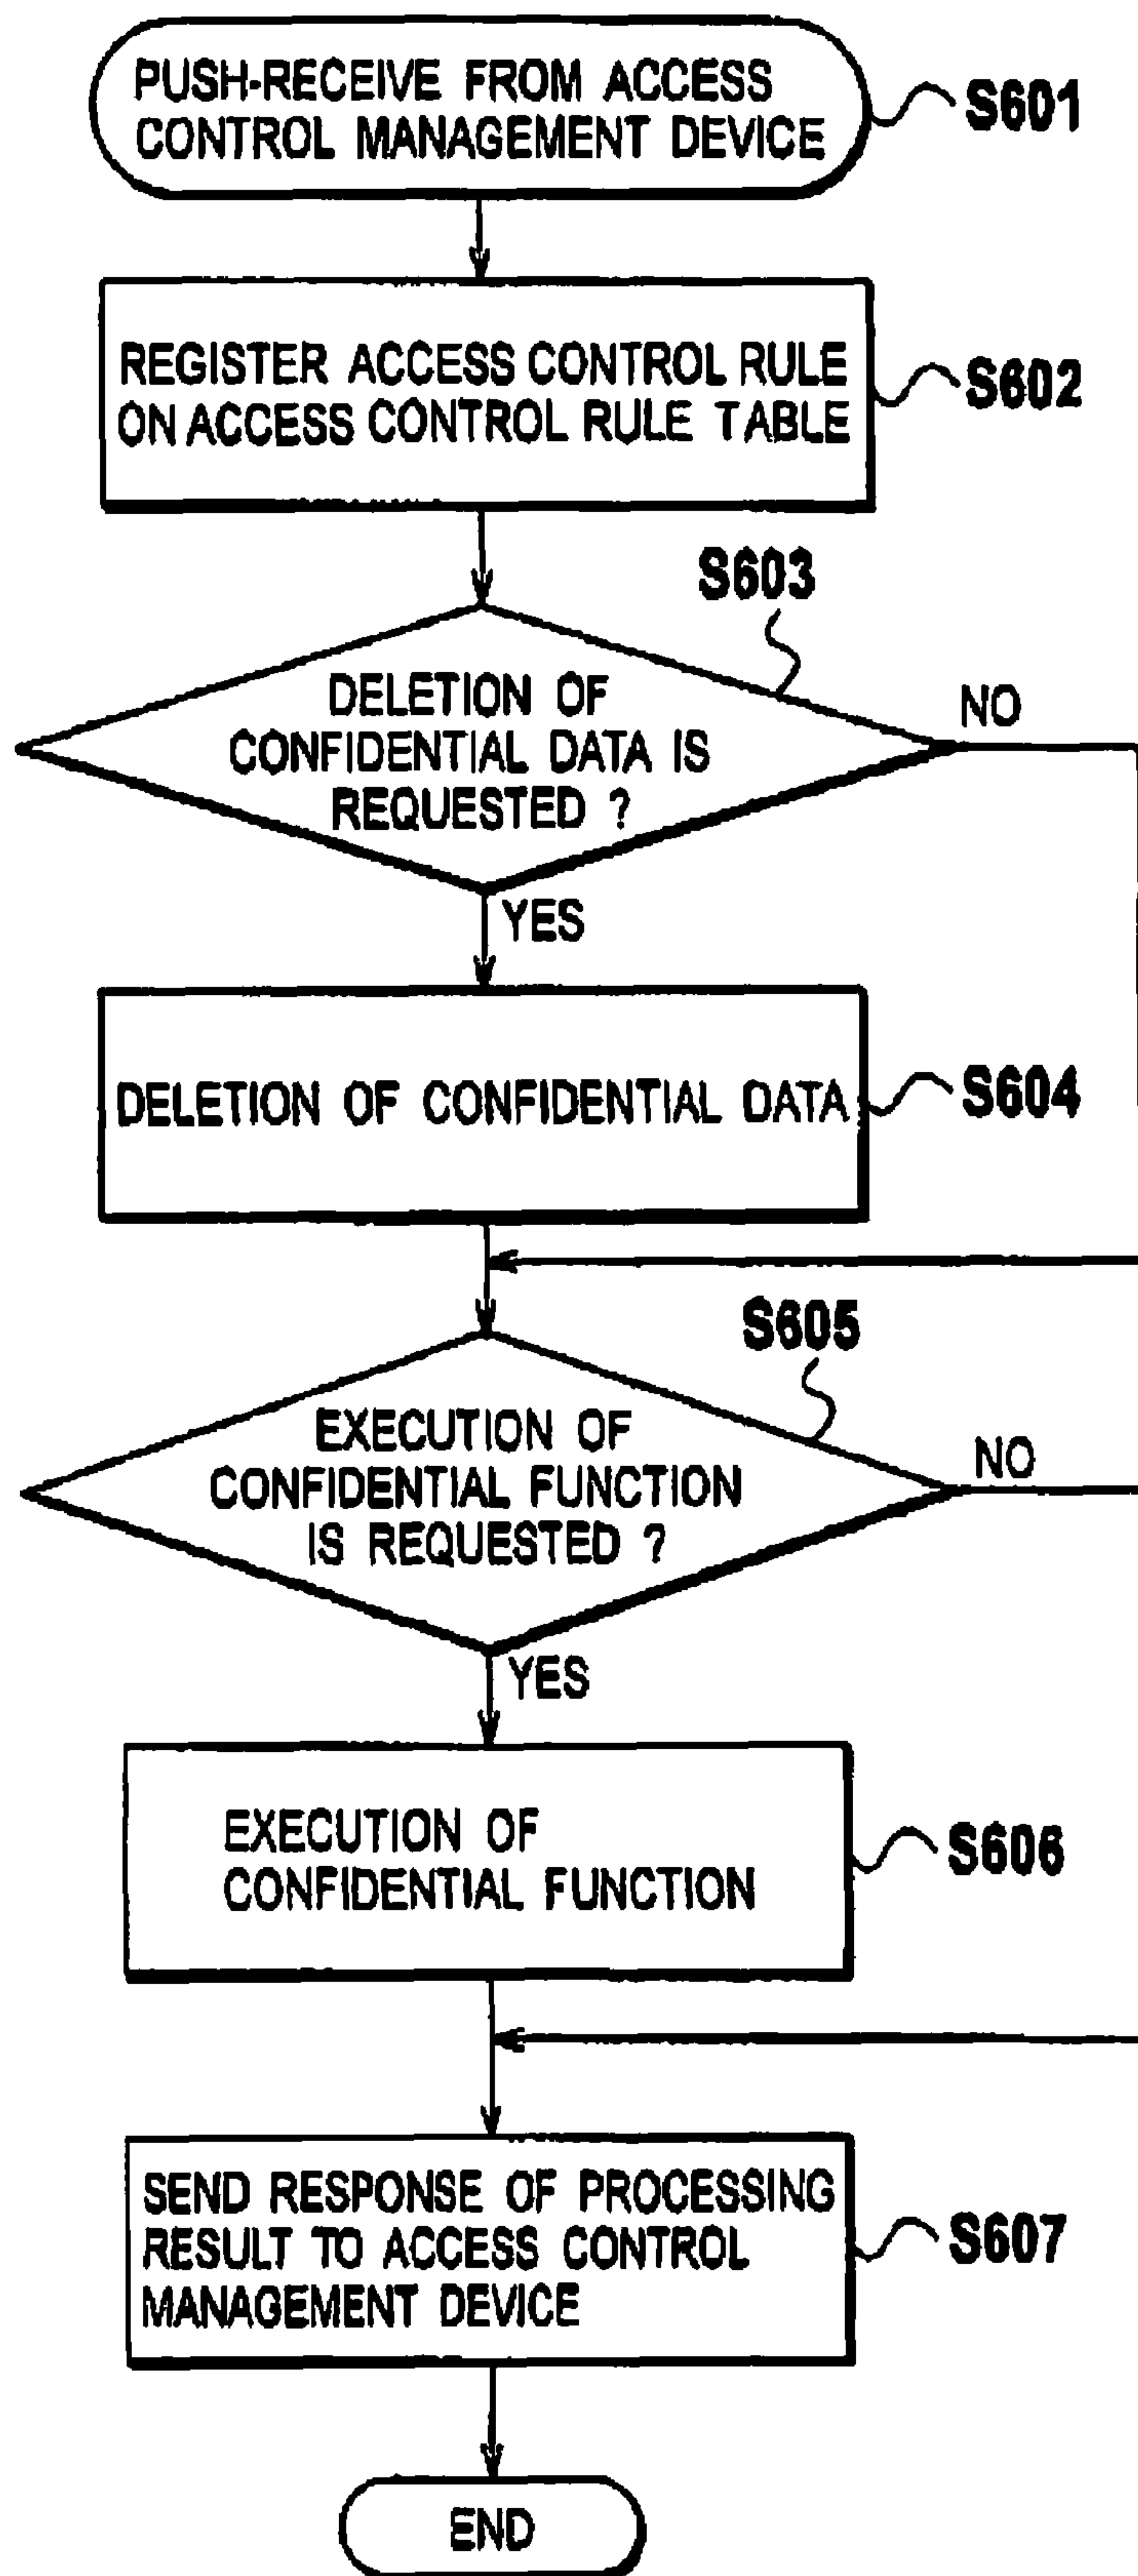 PUSH-RECEIVE FROM ACCESS
CONTROL MANAGEMENT DEVICE
S601
REGISTER ACCESS CONTROL RULE
ON ACCESS CONTROL RULE TABLE
S602
S603
DELETION OF
CONFIDENTIAL DATA IS
REQUESTED ?
NO
YES
DELETION OF CONFIDENTIAL DATA
S604
S605
EXECUTION OF
CONFIDENTIAL FUNCTION
IS REQUESTED ?
NO
YES
EXECUTION OF
CONFIDENTIAL FUNCTION
S606
SEND RESPONSE OF PROCESSING
RESULT TO ACCESS CONTROL
MANAGEMENT DEVICE
S607
END